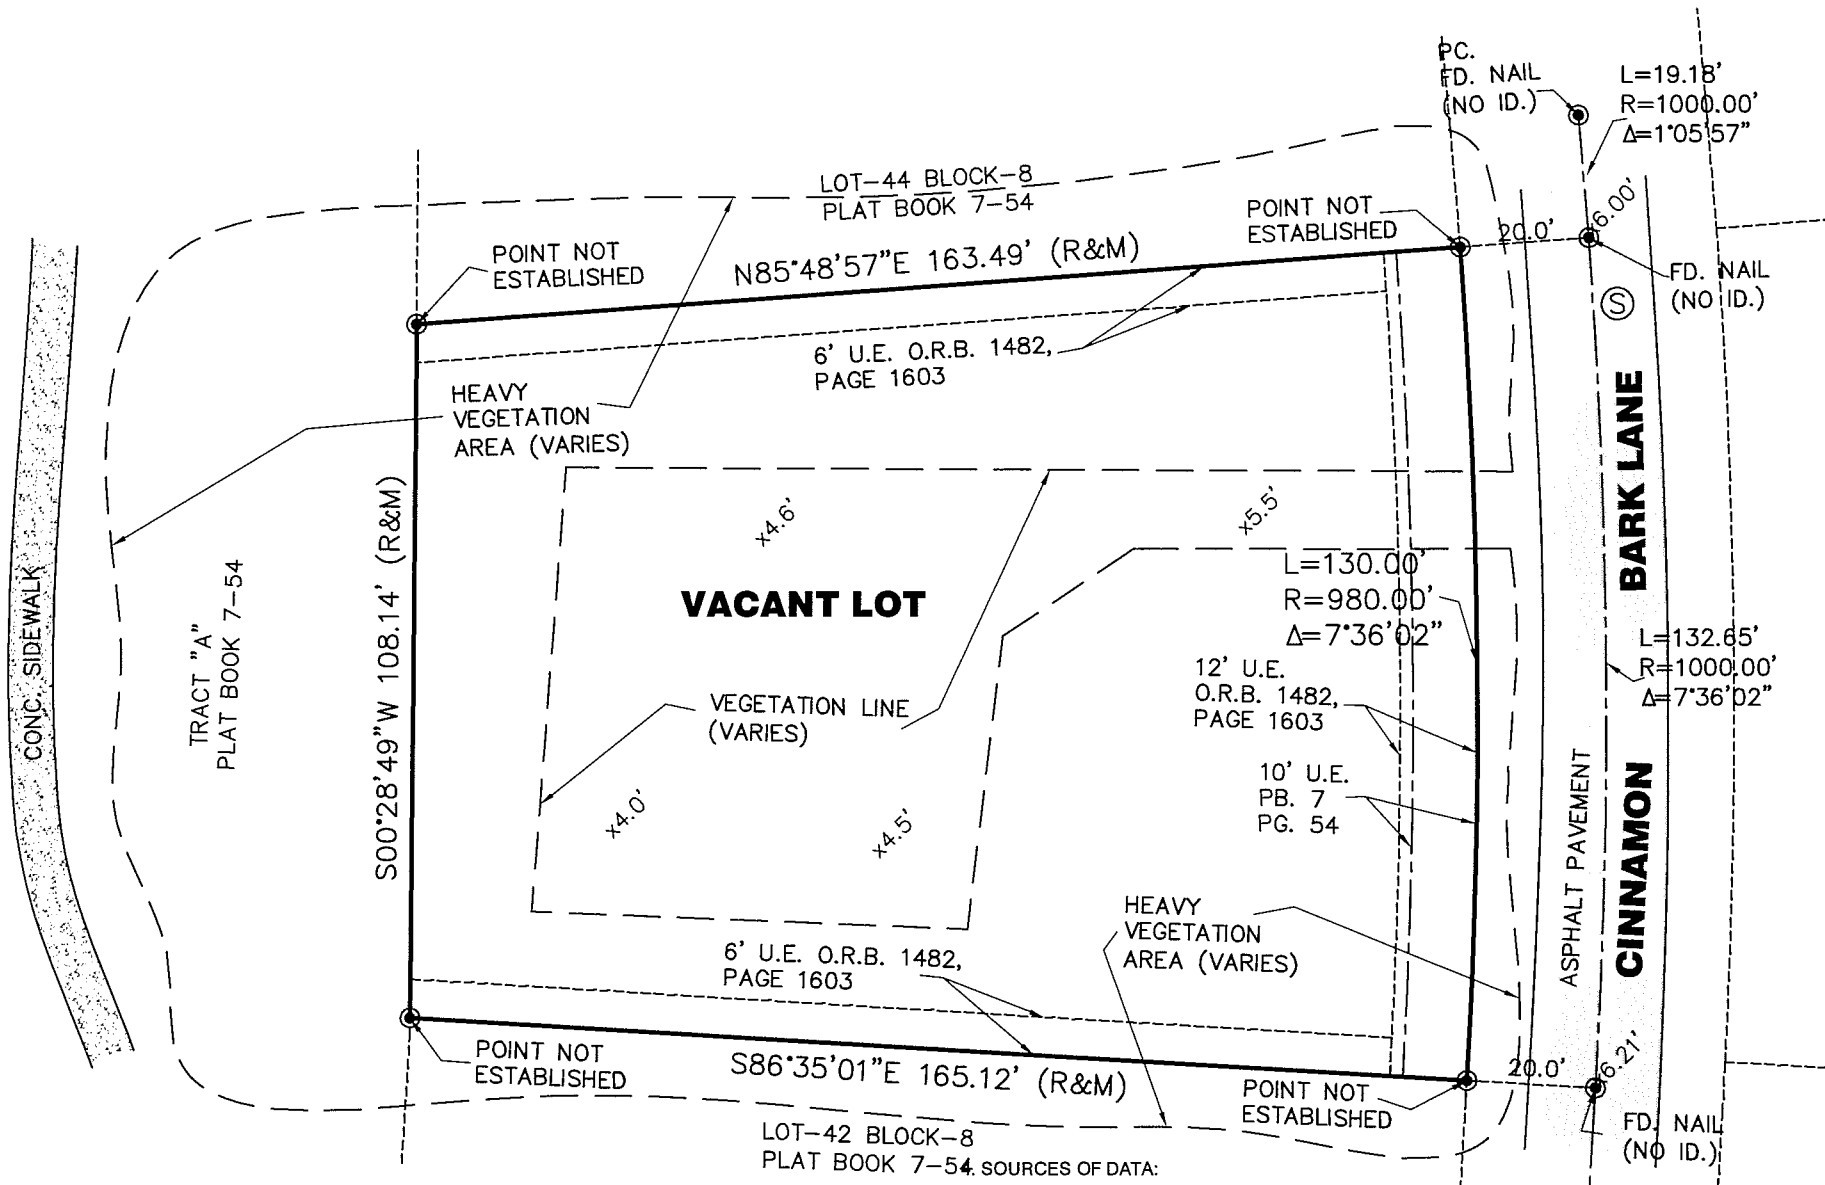 PC.
FD. NAIL
(NO ID.)
L=19.18'
R=1000.00'
Δ=1°05'57"
LOT-44 BLOCK-8
PLAT BOOK 7-54
POINT NOT
ESTABLISHED
POINT NOT
ESTABLISHED
N85°48'57"E 163.49' (R&M)
20.0'
6.00'
FD. NAIL
(NO ID.)
S
6' U.E. O.R.B. 1482,
PAGE 1603
HEAVY
VEGETATION
AREA (VARIES)
S00°28'49"W 108.14' (R&M)
x4.6'
x5.5'
VACANT LOT
L=130.00'
R=980.00'
Δ=7°36'02"
CONC. SIDEWALK
TRACT "A"
PLAT BOOK 7-54
VEGETATION LINE
(VARIES)
12' U.E.
O.R.B. 1482,
PAGE 1603
L=132.65'
R=1000.00'
Δ=7°36'02"
10' U.E.
PB. 7
PG. 54
x4.0'
x4.5'
ASPHALT PAVEMENT
CINNAMON BARK LANE
HEAVY
VEGETATION
AREA (VARIES)
6' U.E. O.R.B. 1482,
PAGE 1603
POINT NOT
ESTABLISHED
S86°35'01"E 165.12' (R&M)
POINT NOT
ESTABLISHED
20.0'
6.21'
FD. NAIL
(NO ID.)
LOT-42 BLOCK-8
PLAT BOOK 7-54
4. SOURCES OF DATA: